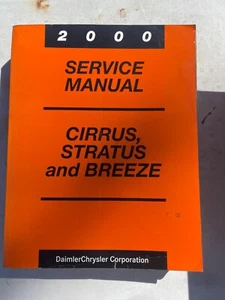 2000
SERVICE
MANUAL
CIRRUS,
STRATUS
and BREEZE
DaimlerChrysler Corporation